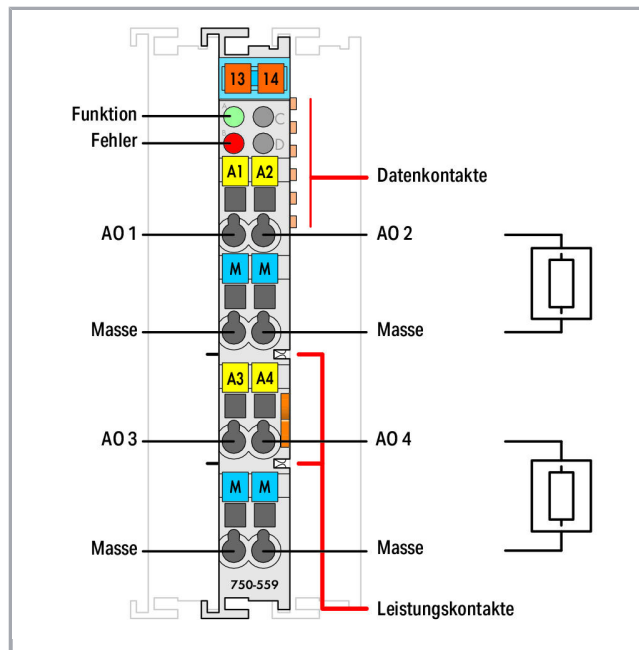 13 14
Funktion A C
Fehler D
A1 A2
Datenkontakte
AO 1 AO 2
M M
Masse Masse
A3 A4
AO 3 AO 4
M M
Masse Masse
750-559
Leistungskontakte